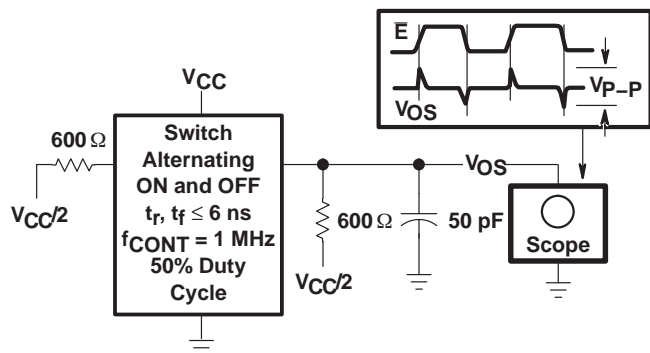 E
VP–P
VOS
VCC
600 Ω
Switch
Alternating
ON and OFF
tr, tf ≤ 6 ns
fCONT = 1 MHz
50% Duty
Cycle
VCC/2
VOS
600 Ω
50 pF
VCC/2
Scope